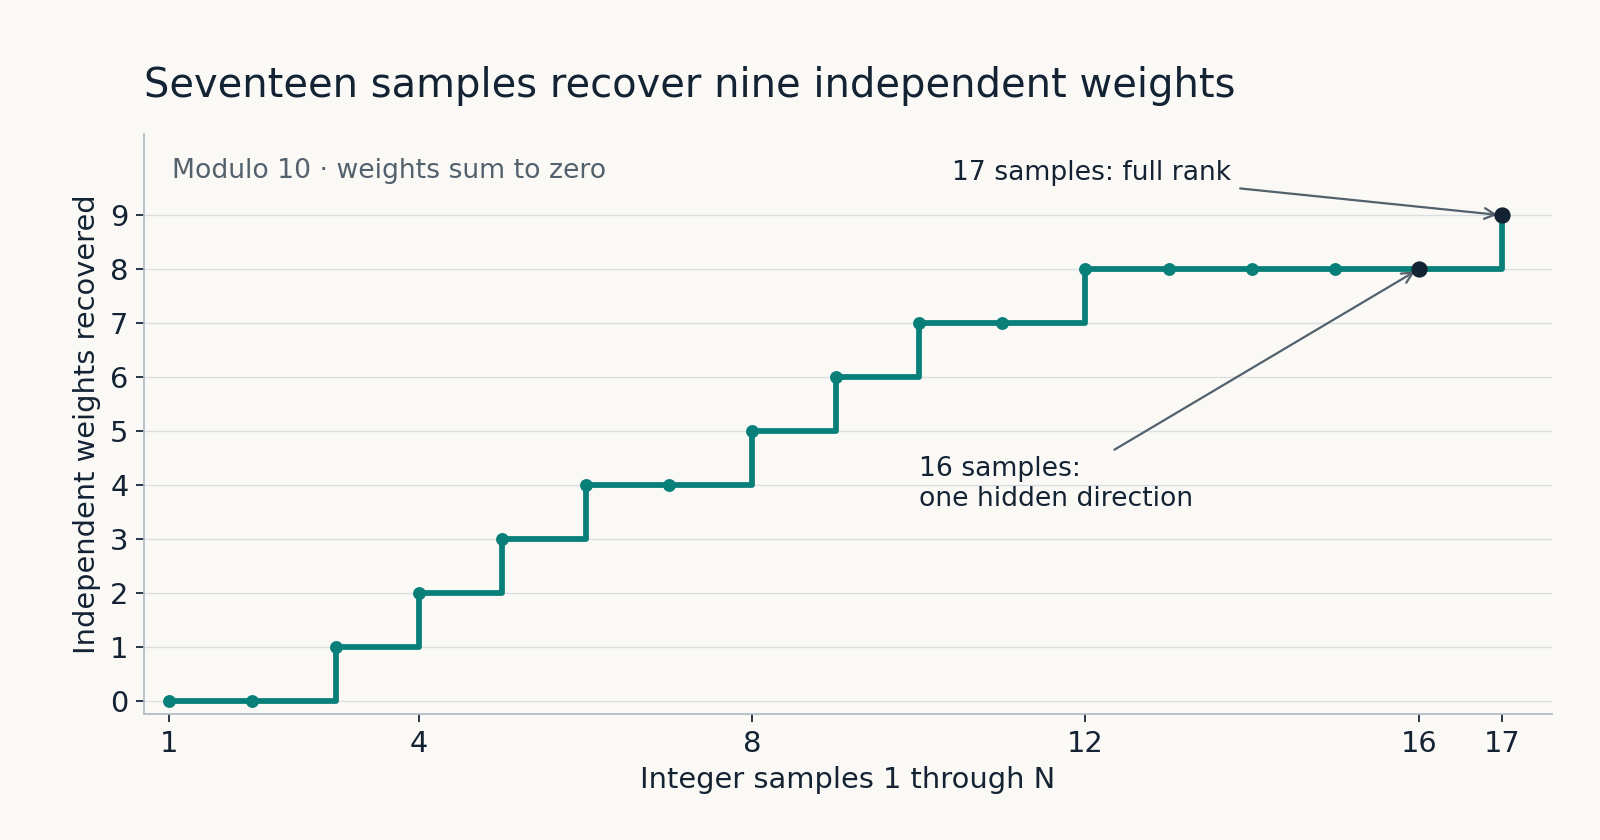 Seventeen samples recover nine independent weights
Modulo 10 · weights sum to zero
17 samples: full rank
16 samples:
one hidden direction
Independent weights recovered
9
8
7
6
5
4
3
2
1
0
1 4 8 12 16 17
Integer samples 1 through N